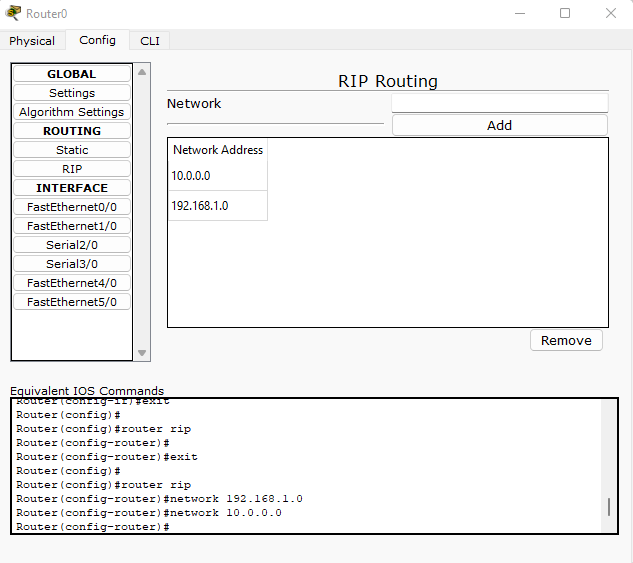 Router0
Physical Config CLI
GLOBAL
Settings
Algorithm Settings
ROUTING
Static
RIP
INTERFACE
FastEthernet0/0
FastEthernet1/0
Serial2/0
Serial3/0
FastEthernet4/0
FastEthernet5/0
RIP Routing
Network
Add
Network Address
10.0.0.0
192.168.1.0
Remove
Equivalent IOS Commands
Router(config-if)#exit
Router(config)#
Router(config)#router rip
Router(config-router)#
Router(config-router)#exit
Router(config)#
Router(config)#router rip
Router(config-router)#network 192.168.1.0
Router(config-router)#network 10.0.0.0
Router(config-router)#